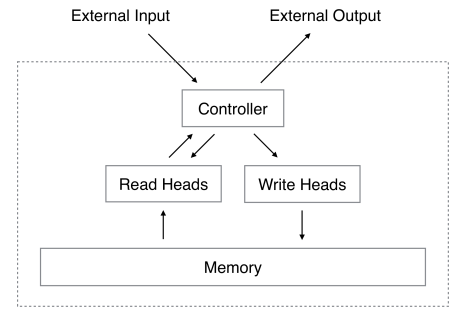 External Input
External Output
Controller
Read Heads
Write Heads
Memory